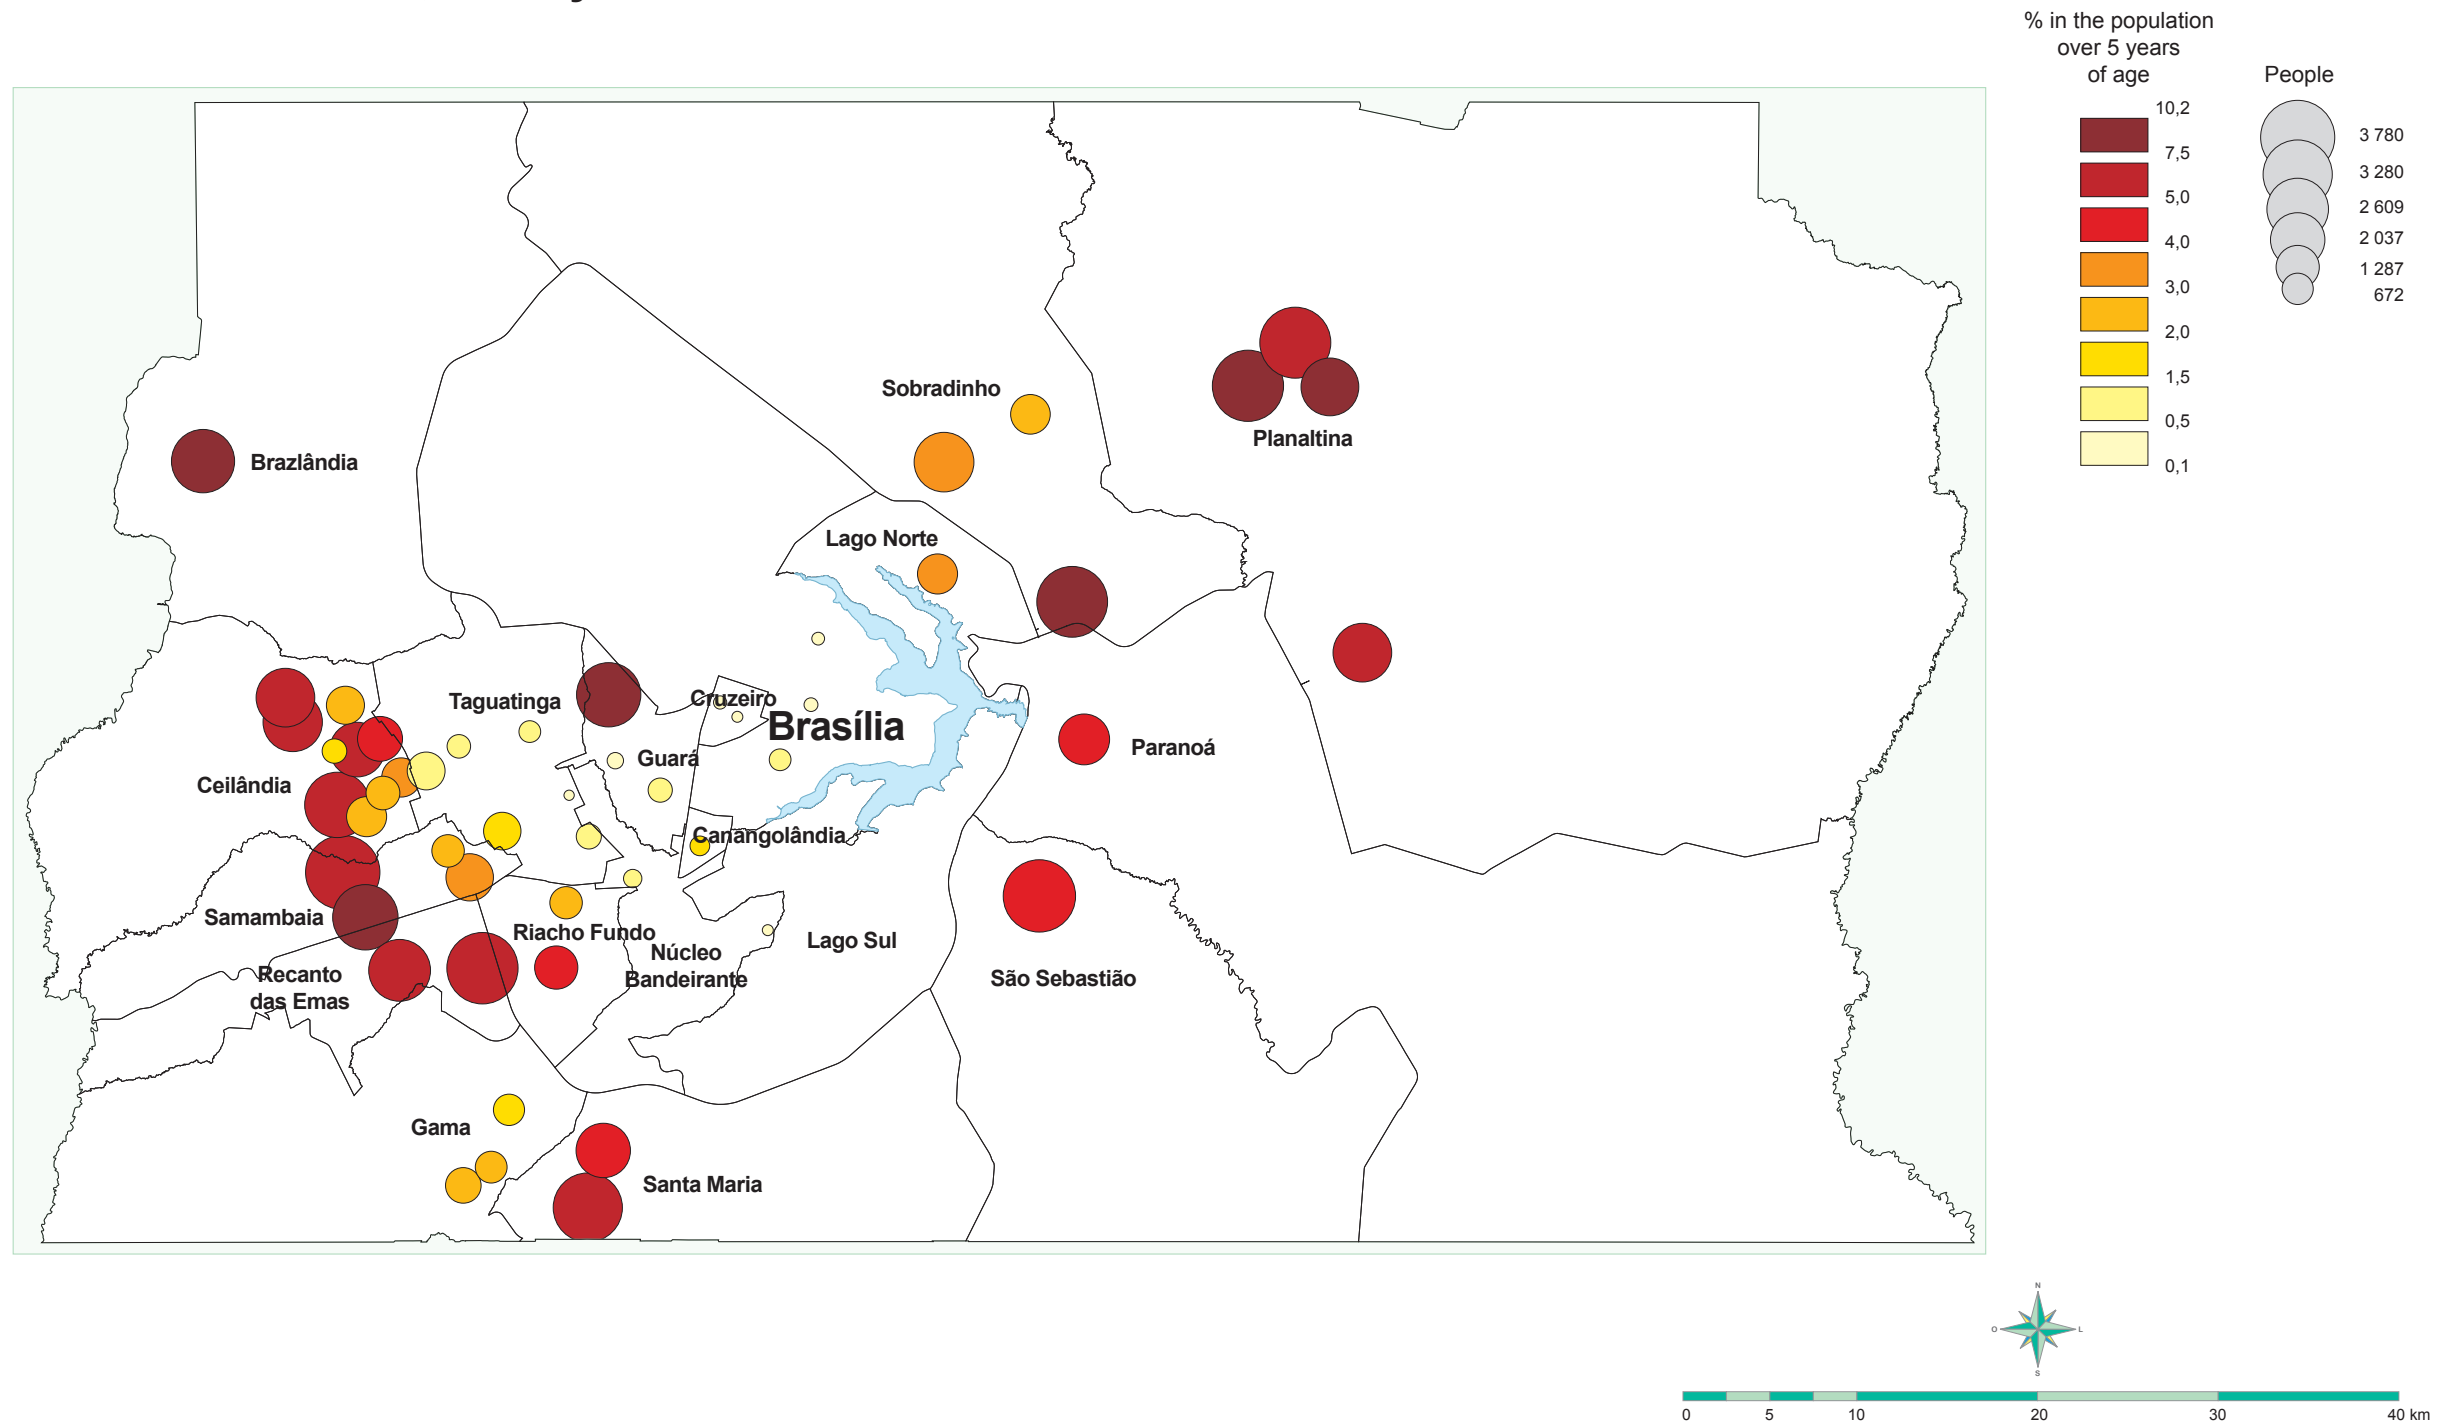 % in the population
over 5 years
of age
People
10,2
7,5
5,0
4,0
3,0
2,0
1,5
0,5
0,1
3 780
3 280
2 609
2 037
1 287
672
Sobradinho
Planaltina
Brazlândia
Lago Norte
Taguatinga
Cruzeiro
Brasília
Guará
Paranoá
Ceilândia
Canangolândia
Samambaia
Riacho Fundo
Lago Sul
Núcleo
Bandeirante
Recanto
das Emas
São Sebastião
Gama
Santa Maria
N
O
L
S
0
5
10
20
30
40 km